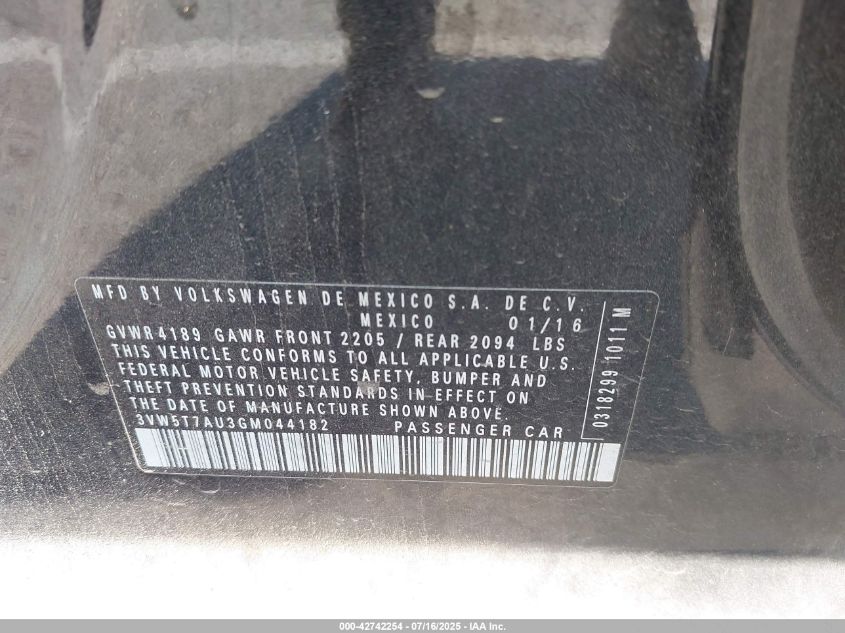 MFD BY VOLKSWAGEN DE MEXICO S.A. DE C.V.
MEXICO 01/16
GVWR4189 GAWR FRONT 2205 / REAR 2094 LBS
THIS VEHICLE CONFORMS TO ALL APPLICABLE U.S.
FEDERAL MOTOR VEHICLE SAFETY, BUMPER AND
THEFT PREVENTION STANDARDS IN EFFECT ON
THE DATE OF MANUFACTURE SHOWN ABOVE.
3VW5T7AU3GM044182 PASSENGER CAR
0318299 1011 M
000-42742254 - 07/16/2025 - IAA Inc.